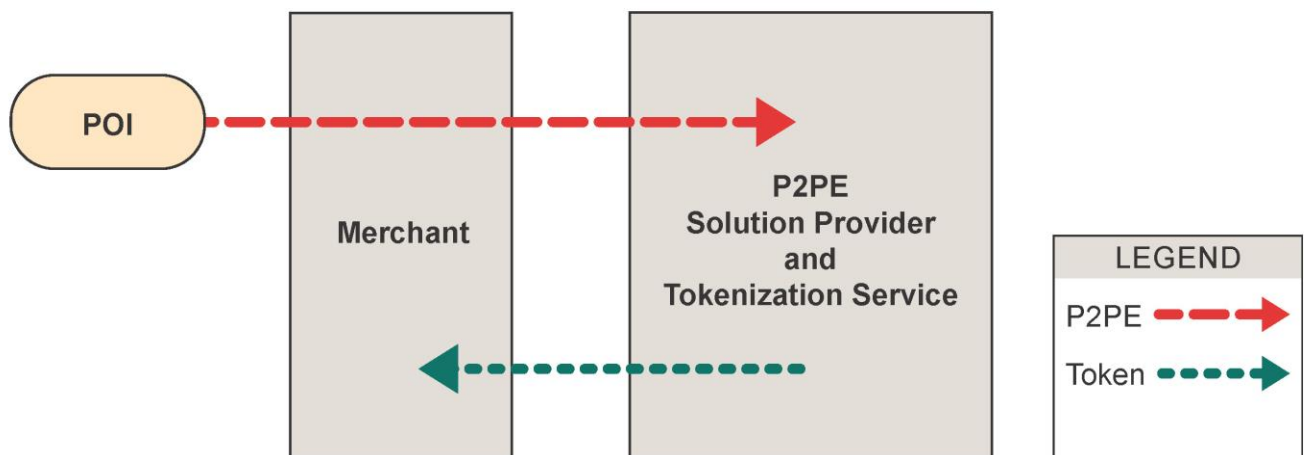 POI
Merchant
P2PE
Solution Provider
and
Tokenization Service
LEGEND
P2PE
Token